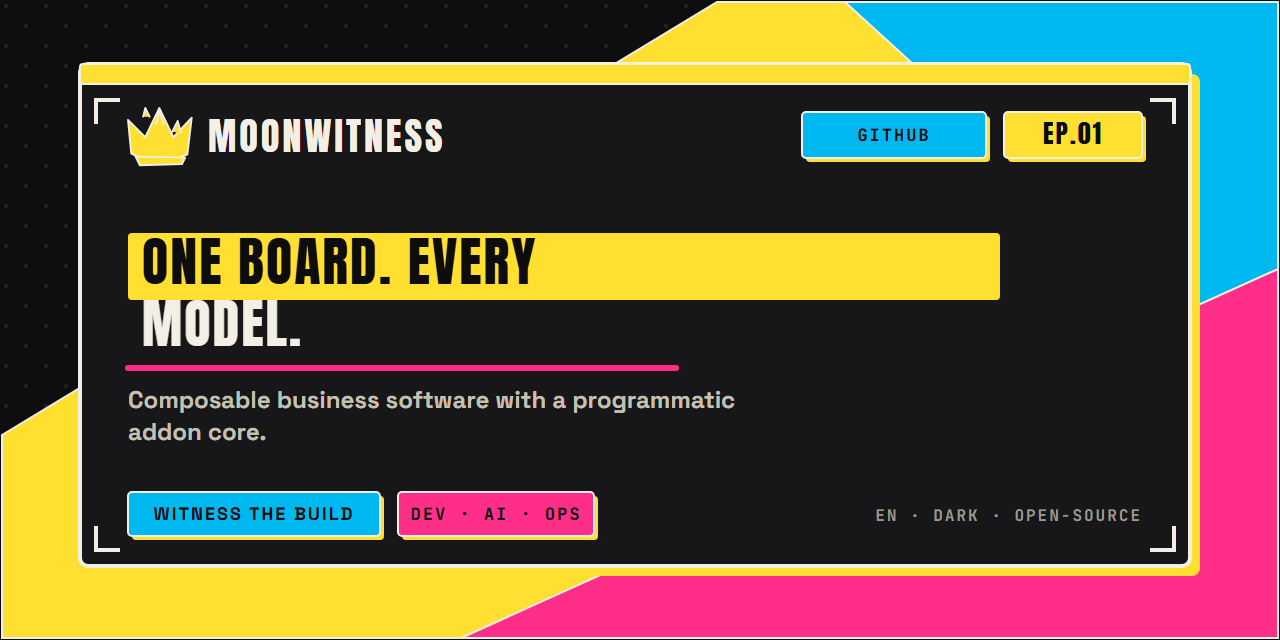 MOONWITNESS
GITHUB
EP.01
ONE BOARD. EVERY
MODEL.
Composable business software with a programmatic
addon core.
WITNESS THE BUILD
DEV · AI · OPS
EN · DARK · OPEN-SOURCE